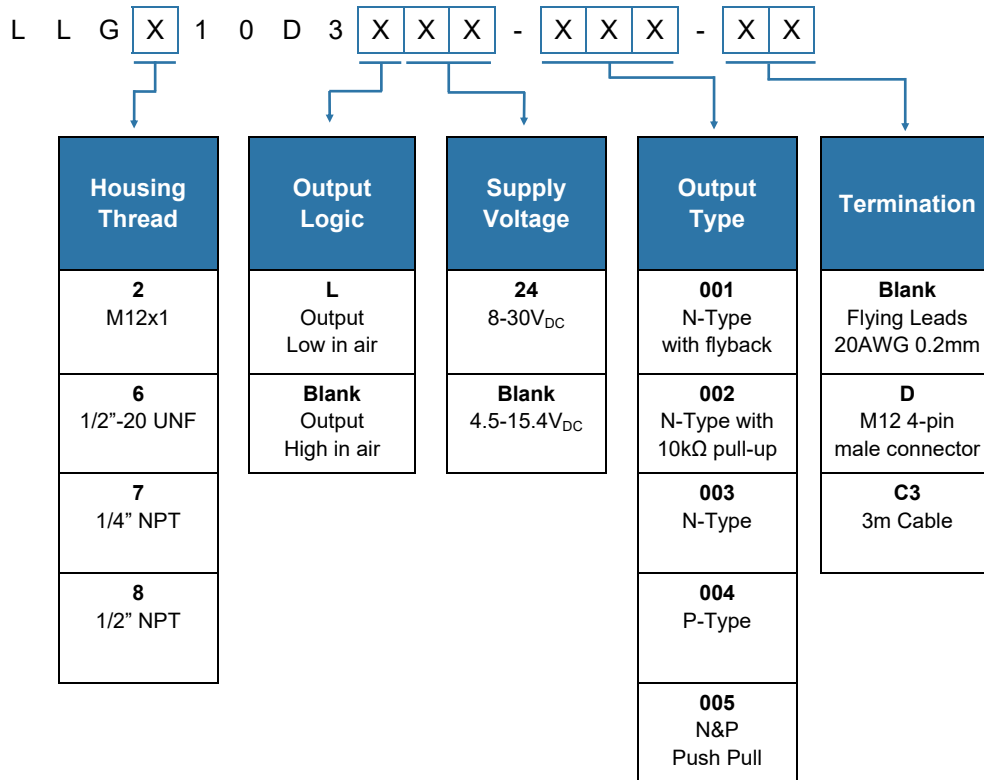 L L G X 1 0 D 3 X X X - X X X - X X
Housing
Thread
2
M12x1
6
1/2”-20 UNF
7
1/4” NPT
8
1/2” NPT
Output
Logic
L
Output
Low in air
Blank
Output
High in air
Supply
Voltage
24
8-30VDC
Blank
4.5-15.4VDC
Output
Type
001
N-Type
with flyback
002
N-Type with
10kΩ pull-up
003
N-Type
004
P-Type
005
N&P
Push Pull
Termination
Blank
Flying Leads
20AWG 0.2mm
D
M12 4-pin
male connector
C3
3m Cable